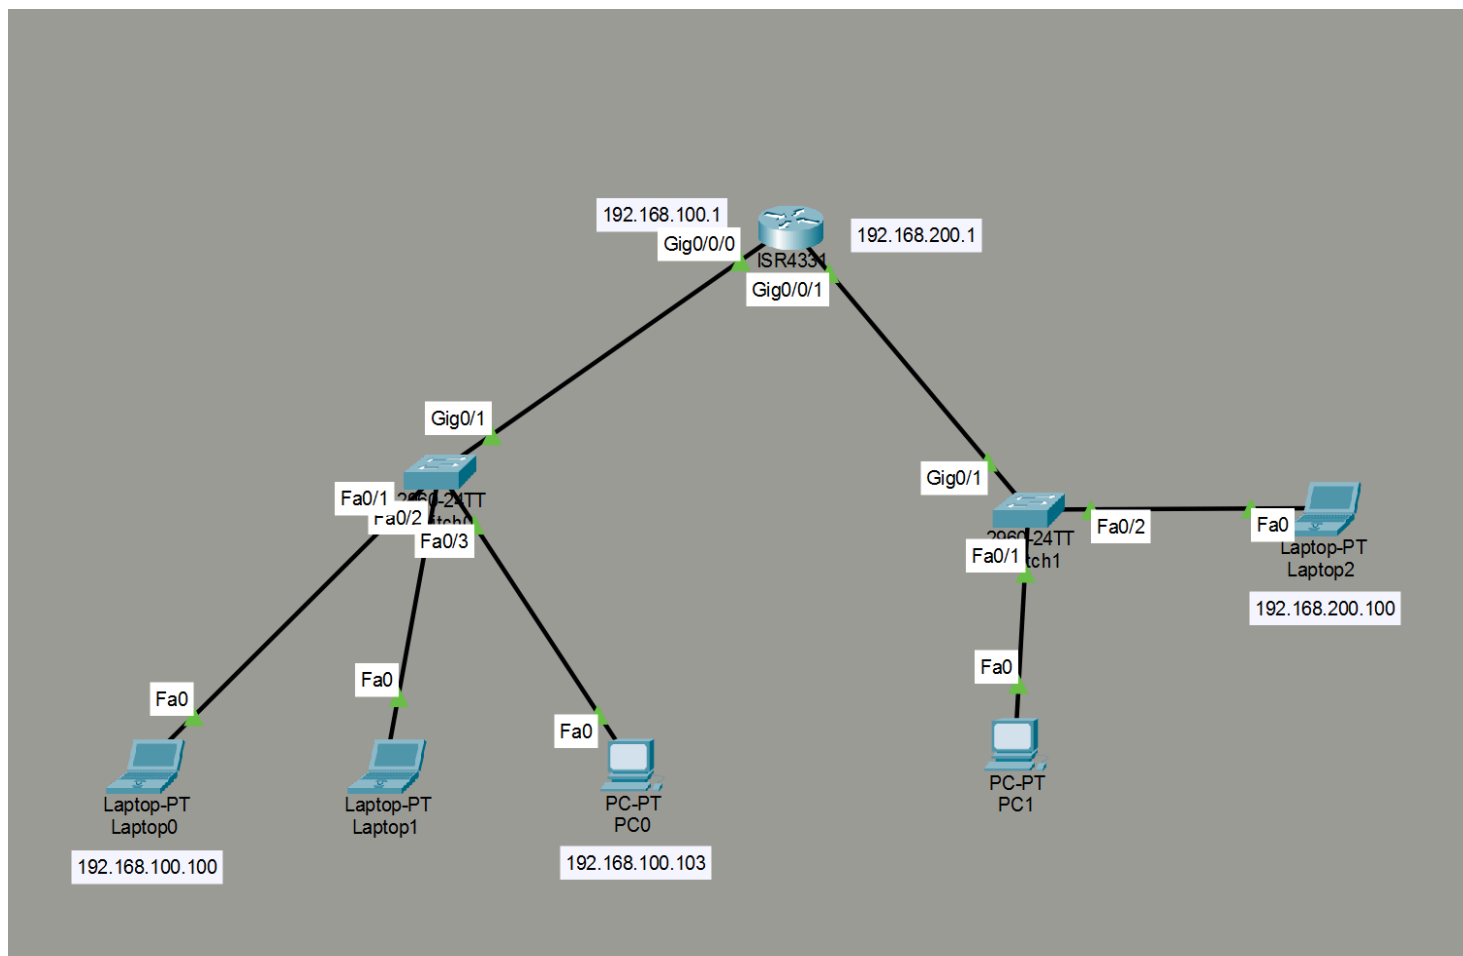 192.168.100.1
192.168.200.1
Gig0/0/0
ISR4331
Gig0/0/1
Gig0/1
Fa0/1
24TT
Fa0/2
Fa0/3
Gig0/1
2960-24TT
Fa0/1
Fa0/2
Fa0
Laptop-PT
Laptop2
192.168.200.100
Fa0
Fa0
Fa0
Fa0
Laptop-PT
Laptop0
192.168.100.100
Laptop-PT
Laptop1
PC-PT
PC0
192.168.100.103
PC-PT
PC1